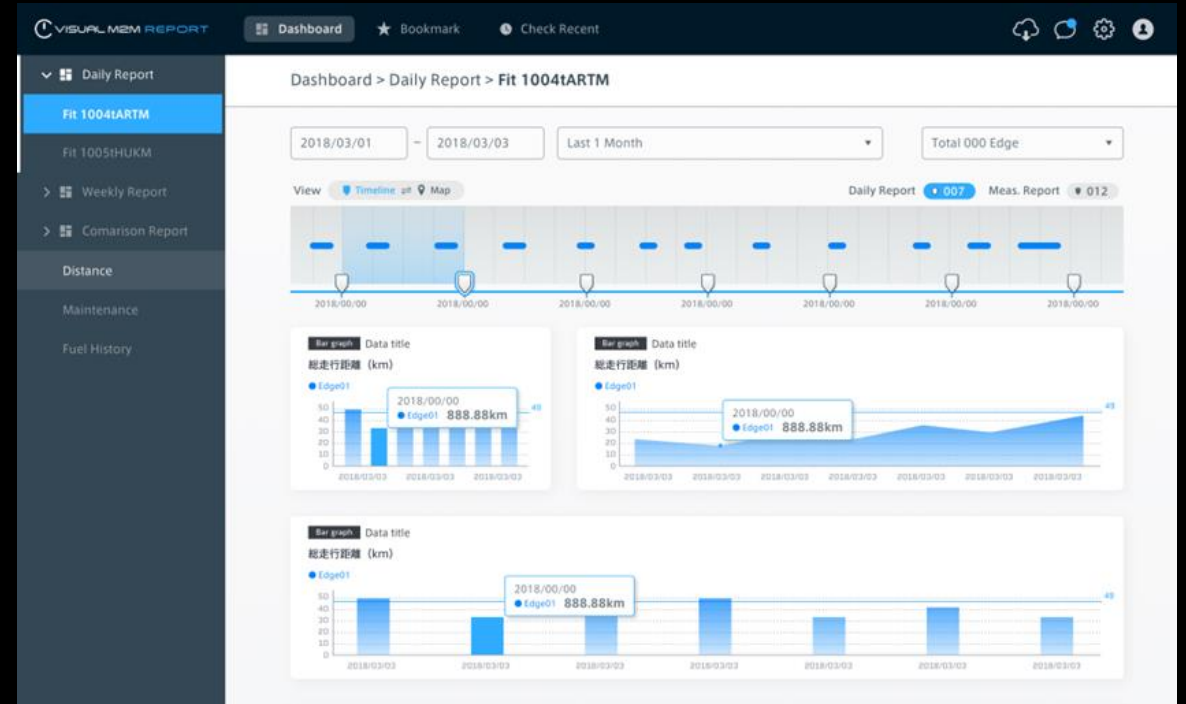 VISUAL M2M REPORT
Dashboard
Bookmark
Check Recent
Daily Report
Fit 1004tARTM
Fit 1005tHUKM
Weekly Report
Comarison Report
Distance
Maintenance
Fuel History
Dashboard > Daily Report > Fit 1004tARTM
2018/03/01 – 2018/03/03 Last 1 Month Total 000 Edge
View Timeline ⇌ Map Daily Report 007 Meas. Report 012
2018/00/00 2018/00/00 2018/00/00 2018/00/00 2018/00/00 2018/00/00 2018/00/00
Bar graph Data title
総走行距離 (km)
Edge01
2018/00/00
Edge01 888.88km
49
50
40
30
20
10
0
2018/03/03 2018/03/03 2018/03/03
Bar graph Data title
総走行距離 (km)
Edge01
2018/00/00
Edge01 888.88km
49
50
40
30
20
10
0
2018/03/03 2018/03/03 2018/03/03 2018/03/03 2018/03/03 2018/03/03 2018/03/03
Bar graph Data title
総走行距離 (km)
Edge01
2018/00/00
Edge01 888.88km
49
50
40
30
20
10
0
2018/03/03 2018/03/03 2018/03/03 2018/03/03 2018/03/03 2018/03/03 2018/03/03